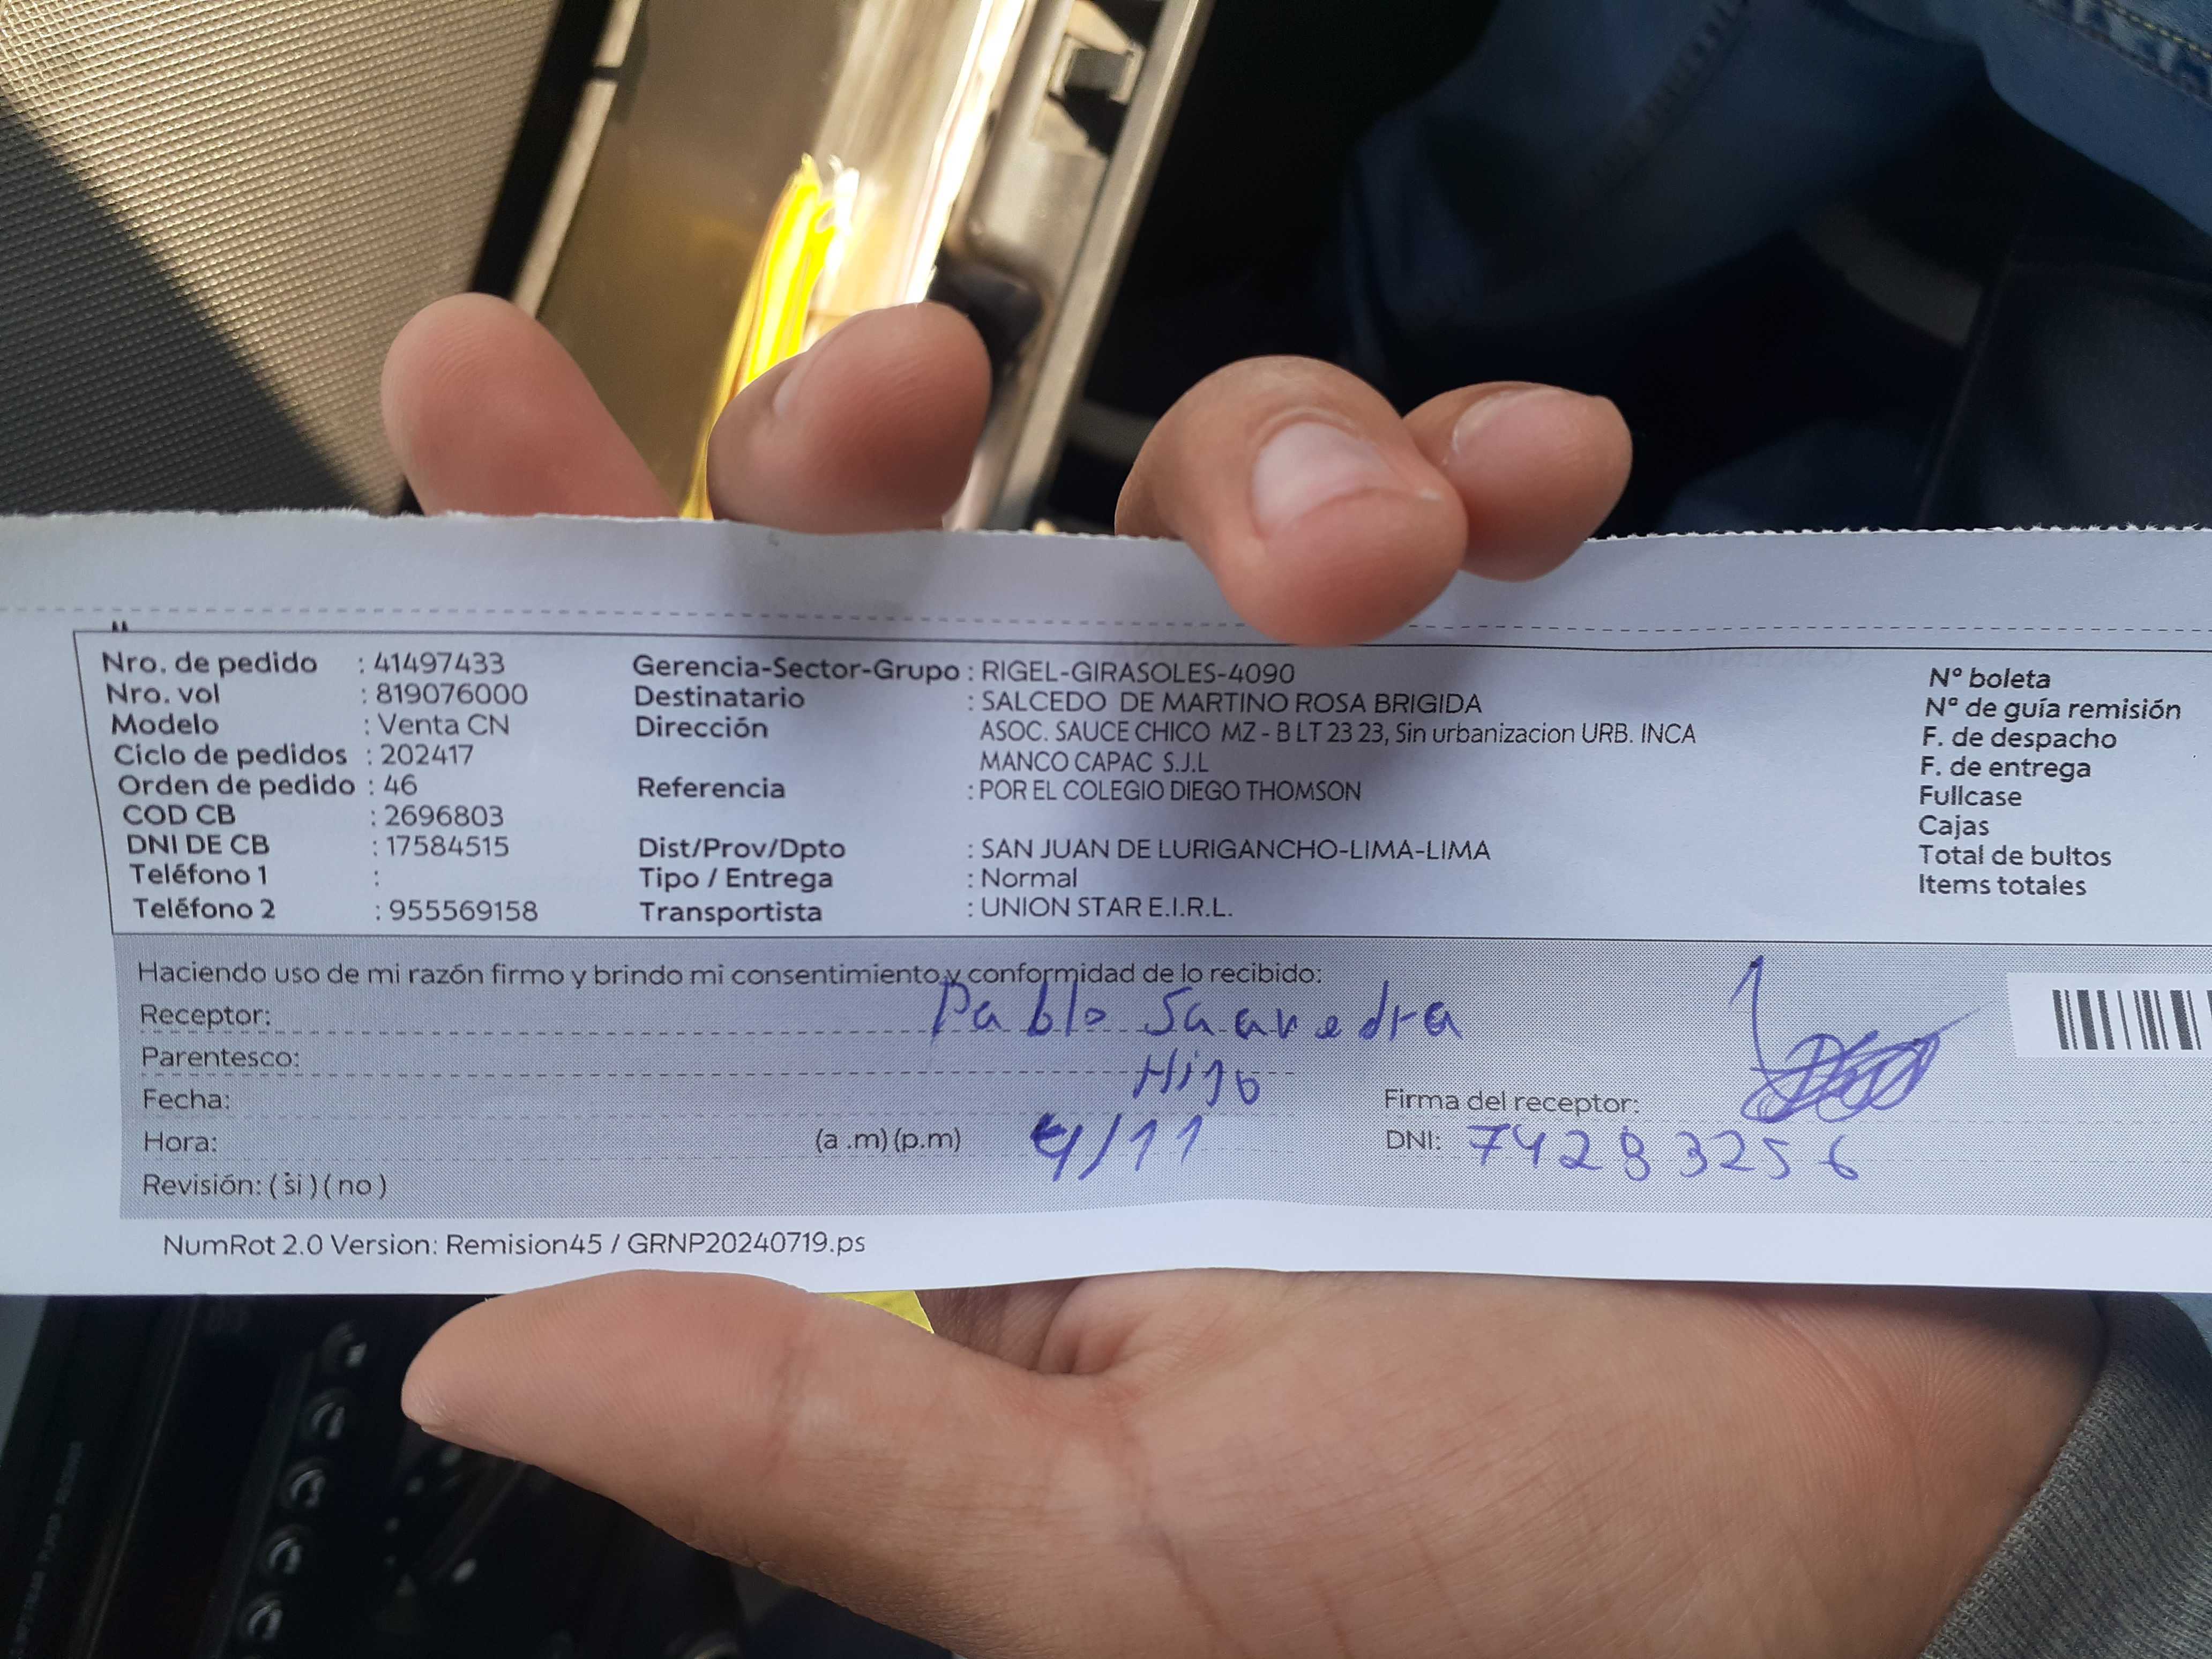 Nro. de pedido : 41497433
Nro. vol : 819076000
Modelo : Venta CN
Ciclo de pedidos : 202417
Orden de pedido : 46
COD CB : 2696803
DNI DE CB : 17584515
Teléfono 1 :
Teléfono 2 : 955569158
Gerencia-Sector-Grupo : RIGEL-GIRASOLES-4090
Destinatario : SALCEDO DE MARTINO ROSA BRIGIDA
Dirección ASOC. SAUCE CHICO MZ - B LT 23 23, Sin urbanizacion URB. INCA
MANCO CAPAC S.J.L
Referencia : POR EL COLEGIO DIEGO THOMSON
Dist/Prov/Dpto : SAN JUAN DE LURIGANCHO-LIMA-LIMA
Tipo / Entrega : Normal
Transportista : UNION STAR E.I.R.L.
Nº boleta
Nº de guía remisión
F. de despacho
F. de entrega
Fullcase
Cajas
Total de bultos
Items totales
Haciendo uso de mi razón firmo y brindo mi consentimiento y conformidad de lo recibido:
Receptor: Pablo Saavedra
Parentesco: Hijo
Fecha:
Hora: (a .m) (p.m) 4/11
Revisión: ( si ) ( no )
Firma del receptor:
DNI: 74283256
NumRot 2.0 Version: Remision45 / GRNP20240719.ps